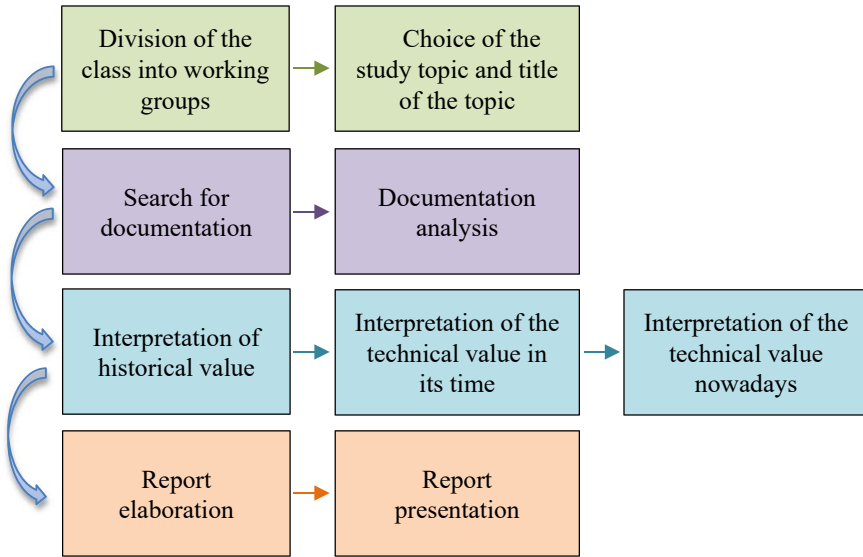 Division of the
class into working
groups
Choice of the
study topic and title
of the topic
Search for
documentation
Documentation
analysis
Interpretation of
historical value
Interpretation of the
technical value in
its time
Interpretation of the
technical value
nowadays
Report
elaboration
Report
presentation